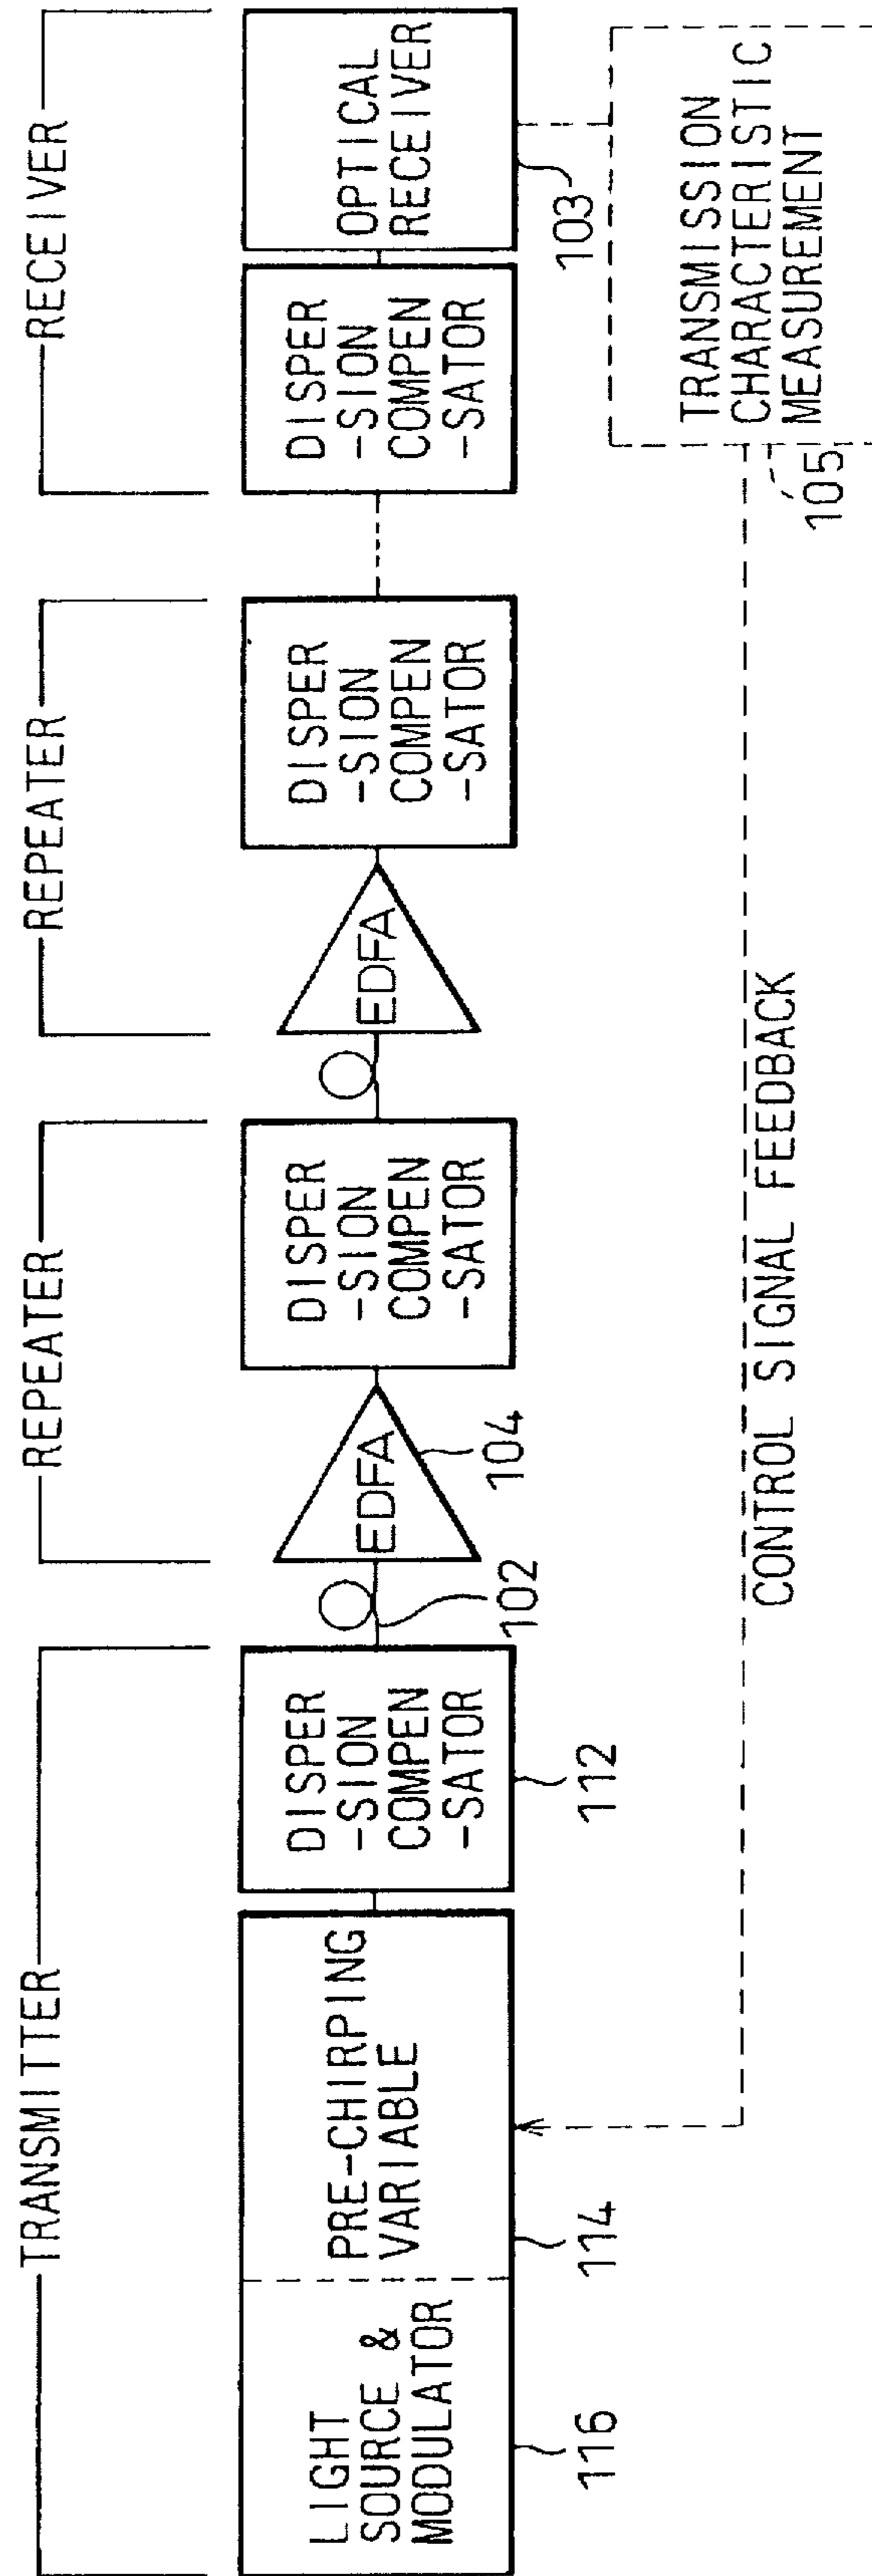 TRANSMITTER
REPEATER
REPEATER
RECEIVER
LIGHT
SOURCE &
MODULATOR
PRE-CHIRPING
VARIABLE
DISPER
-SION
COMPEN
-SATOR
EDFA
DISPER
-SION
COMPEN
-SATOR
EDFA
DISPER
-SION
COMPEN
-SATOR
DISPER
-SION
COMPEN
-SATOR
OPTICAL
RECEIVER
116
114
112
102
104
103
CONTROL SIGNAL FEEDBACK
105
TRANSMISSION
CHARACTERISTIC
MEASUREMENT